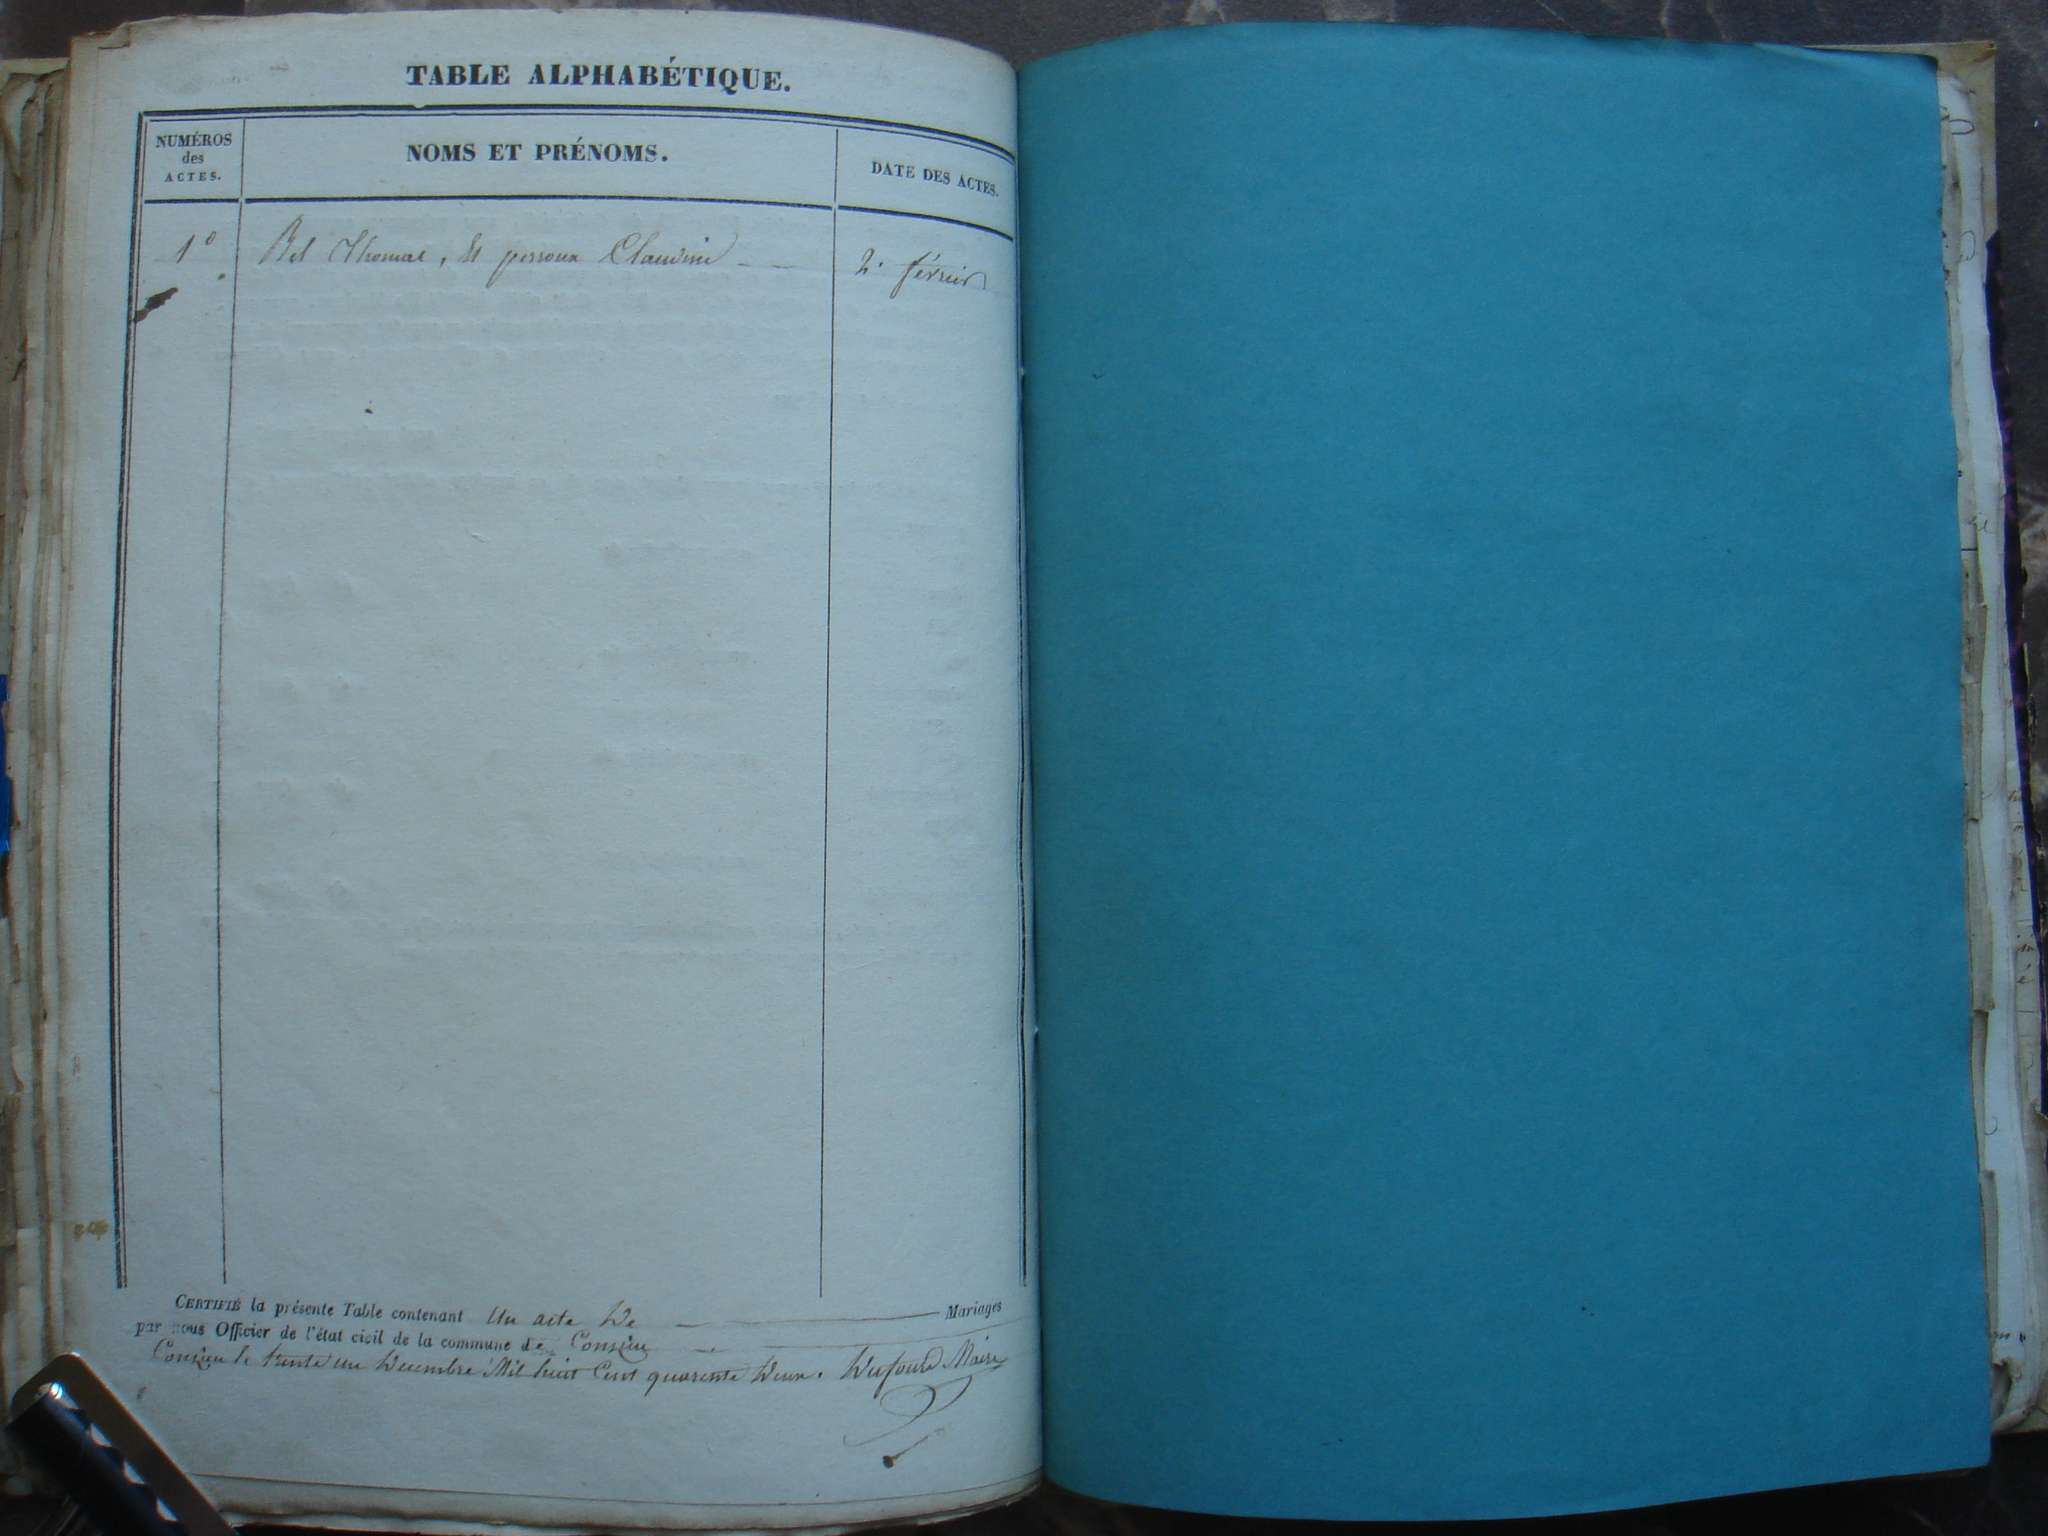 TABLE ALPHABÉTIQUE.
NUMÉROS
des
ACTES.
NOMS ET PRÉNOMS.
DATE DES ACTES.
1° Bel Thomas, Et perroux Claudine 2. février
CERTIFIÉ la présente Table contenant Un acte De Mariages
par nous Officier de l'état civil de la commune de Conzieu
Conzieu le trente un Decembre Mil huit Cent quarente Deux. Dufour Maire